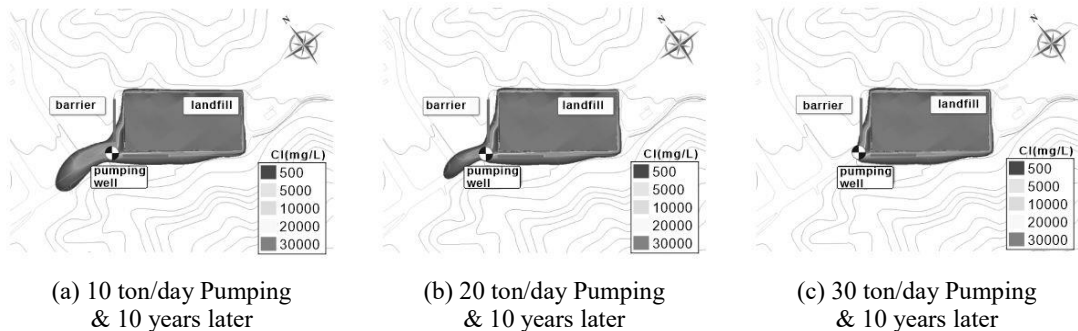 N
barrier
landfill
pumping
well
Cl(mg/L)
500
5000
10000
20000
30000
(a) 10 ton/day Pumping
& 10 years later
N
barrier
landfill
pumping
well
Cl(mg/L)
500
5000
10000
20000
30000
(b) 20 ton/day Pumping
& 10 years later
N
barrier
landfill
pumping
well
Cl(mg/L)
500
5000
10000
20000
30000
(c) 30 ton/day Pumping
& 10 years later